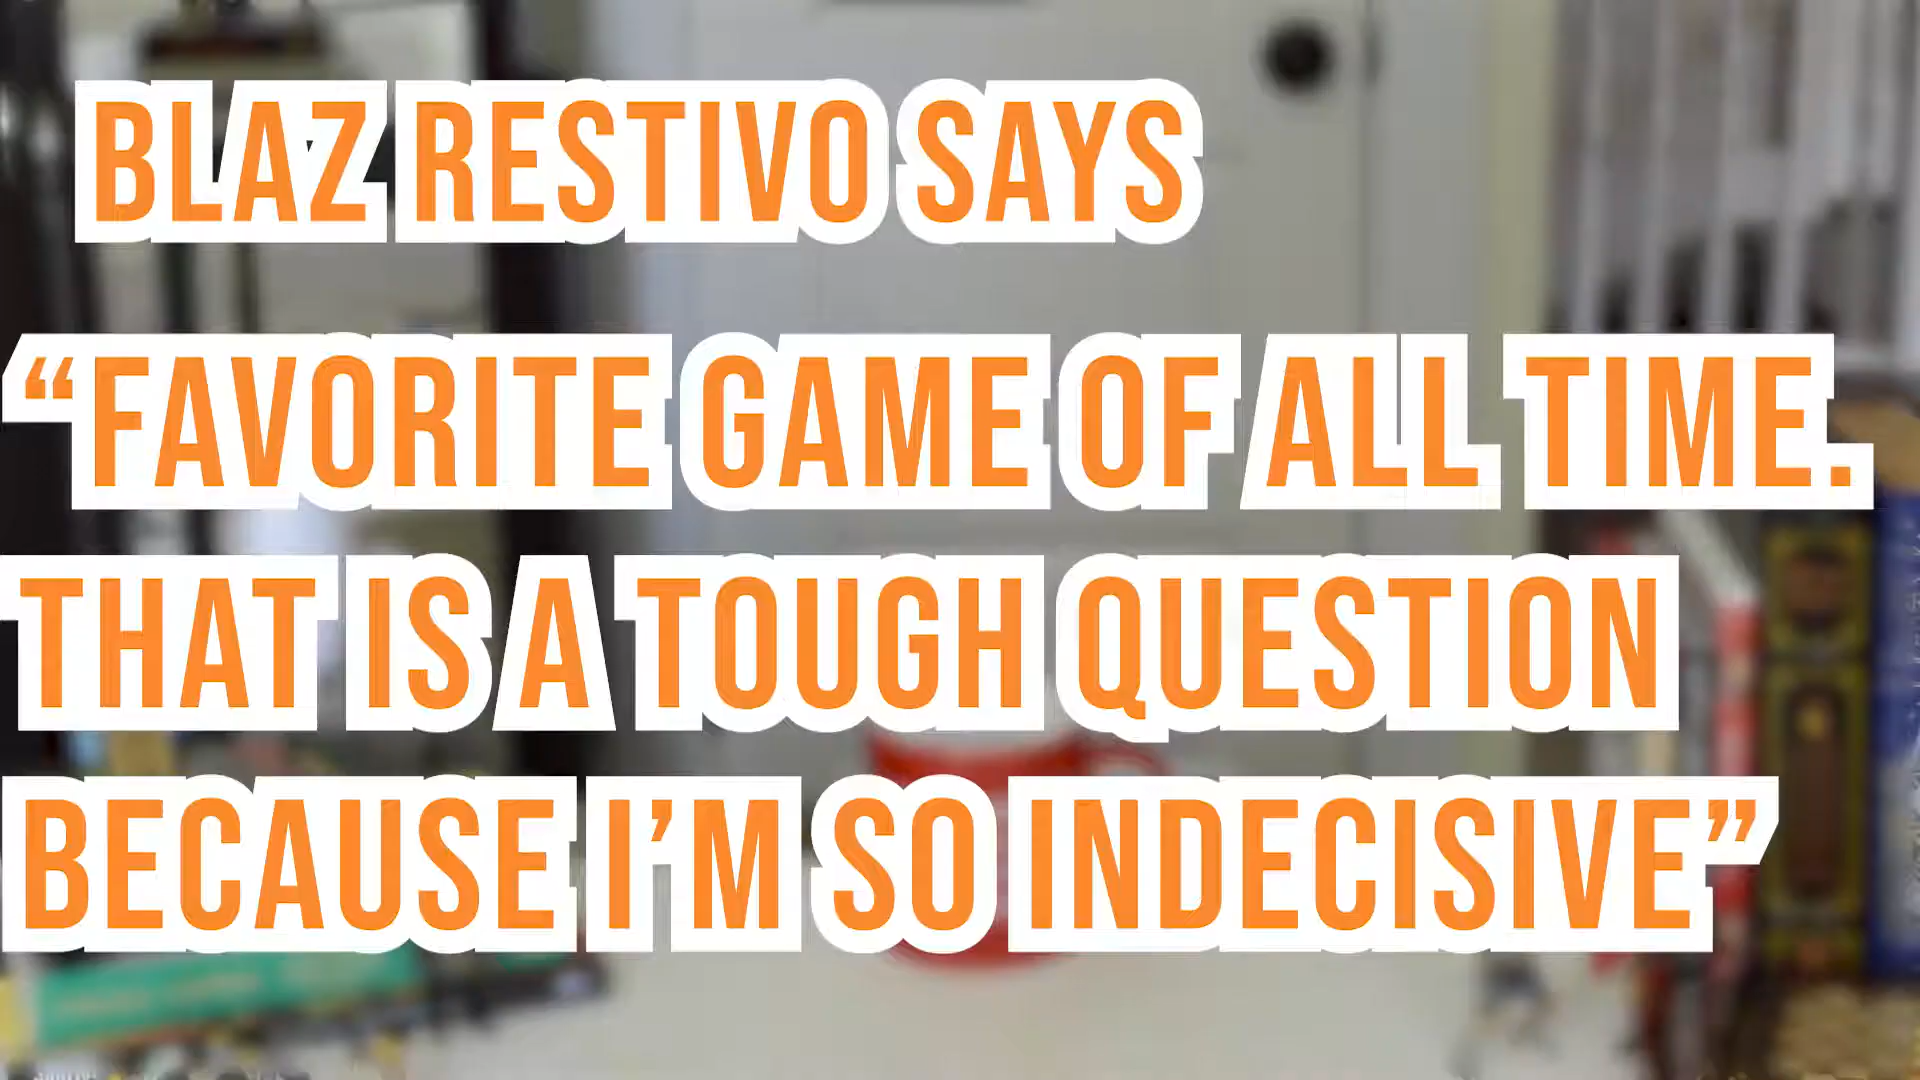 BLAZ RESTIVO SAYS
“FAVORITE GAME OF ALL TIME.
THAT IS A TOUGH QUESTION
BECAUSE I’M SO INDECISIVE”